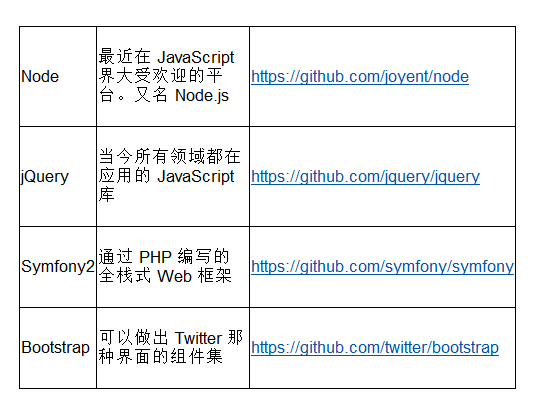 Node
最近在 JavaScript
界大受欢迎的平
台。又名 Node.js
https://github.com/joyent/node
jQuery
当今所有领域都在
应用的 JavaScript
库
https://github.com/jquery/jquery
Symfony2
通过 PHP 编写的
全栈式 Web 框架
https://github.com/symfony/symfony
Bootstrap
可以做出 Twitter 那
种界面的组件集
https://github.com/twitter/bootstrap